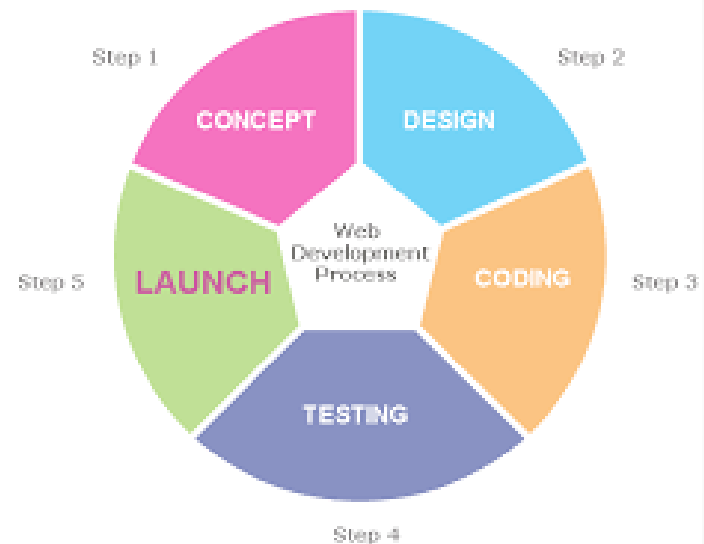 Step 1
CONCEPT
Step 2
DESIGN
Web
Development
Process
Step 3
CODING
Step 4
TESTING
Step 5
LAUNCH